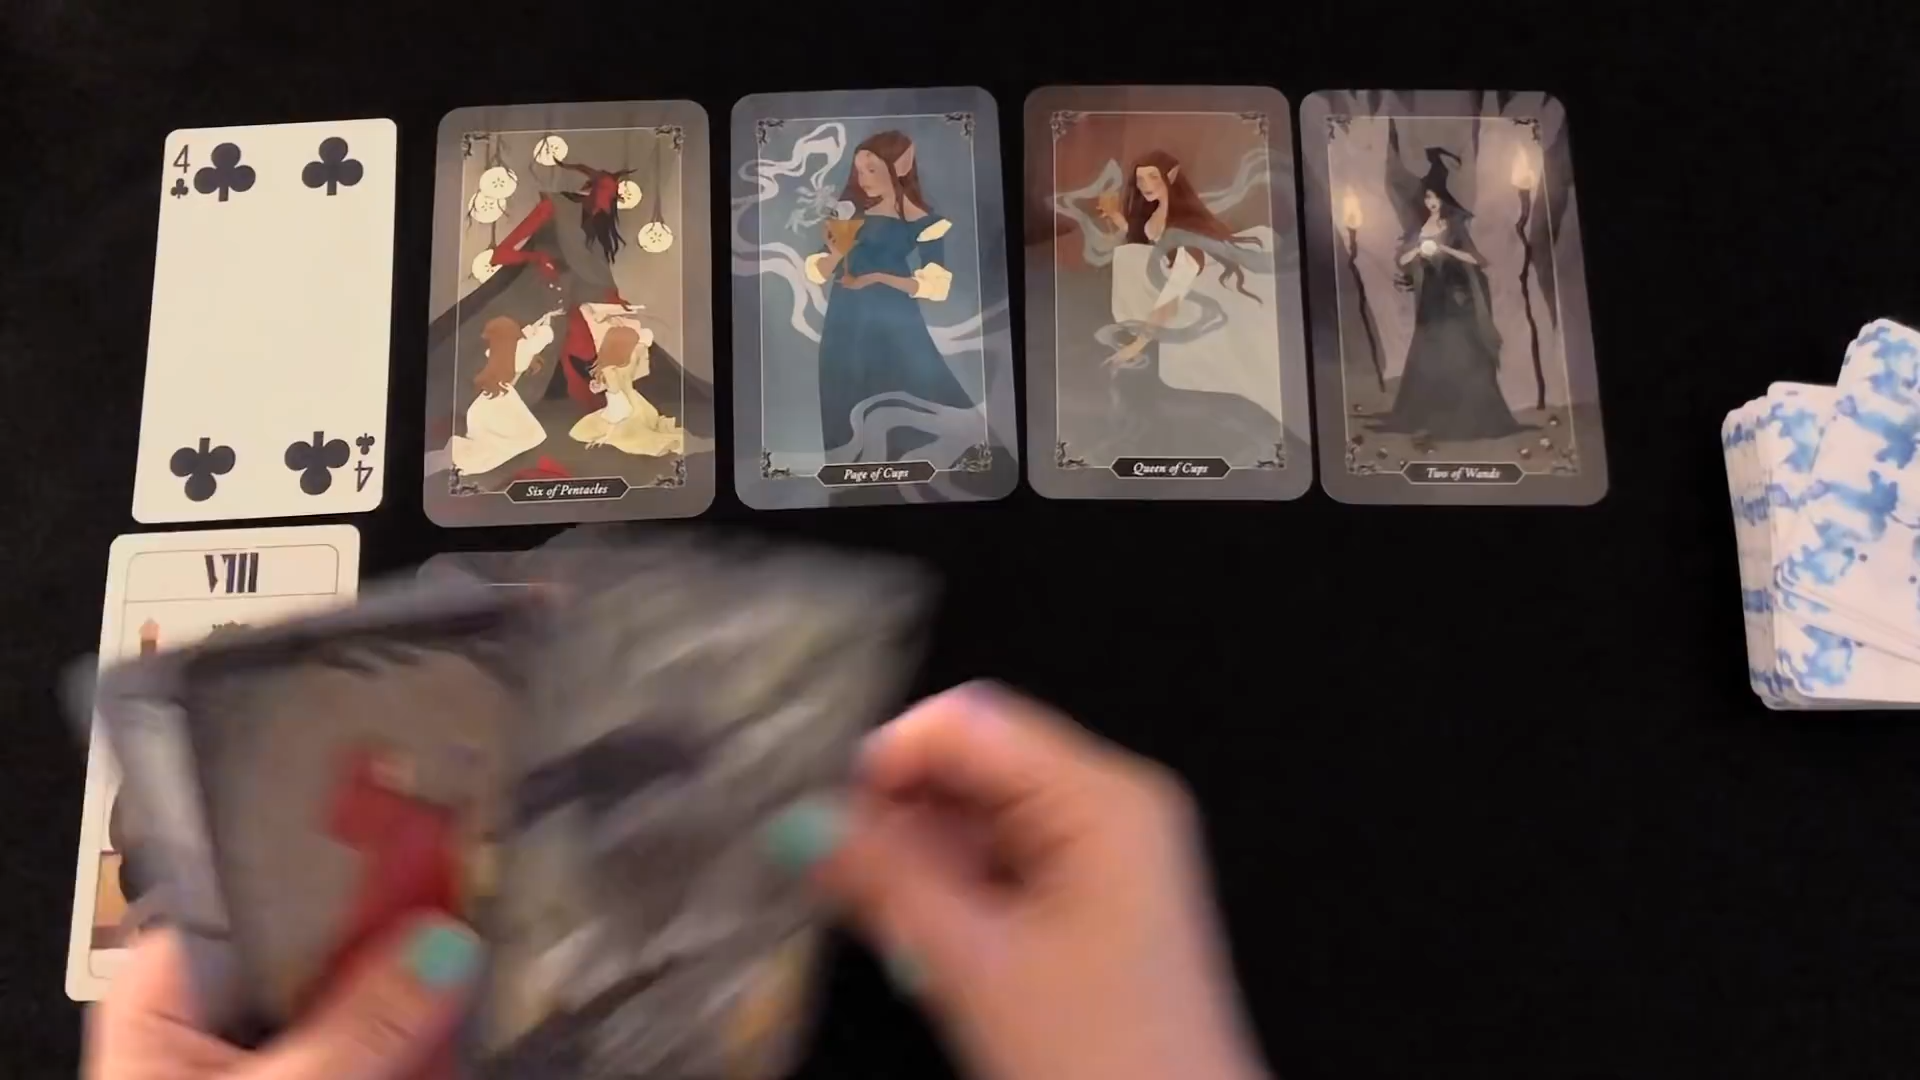 4
4
Six of Pentacles
Page of Cups
Queen of Cups
Two of Wands
VIII